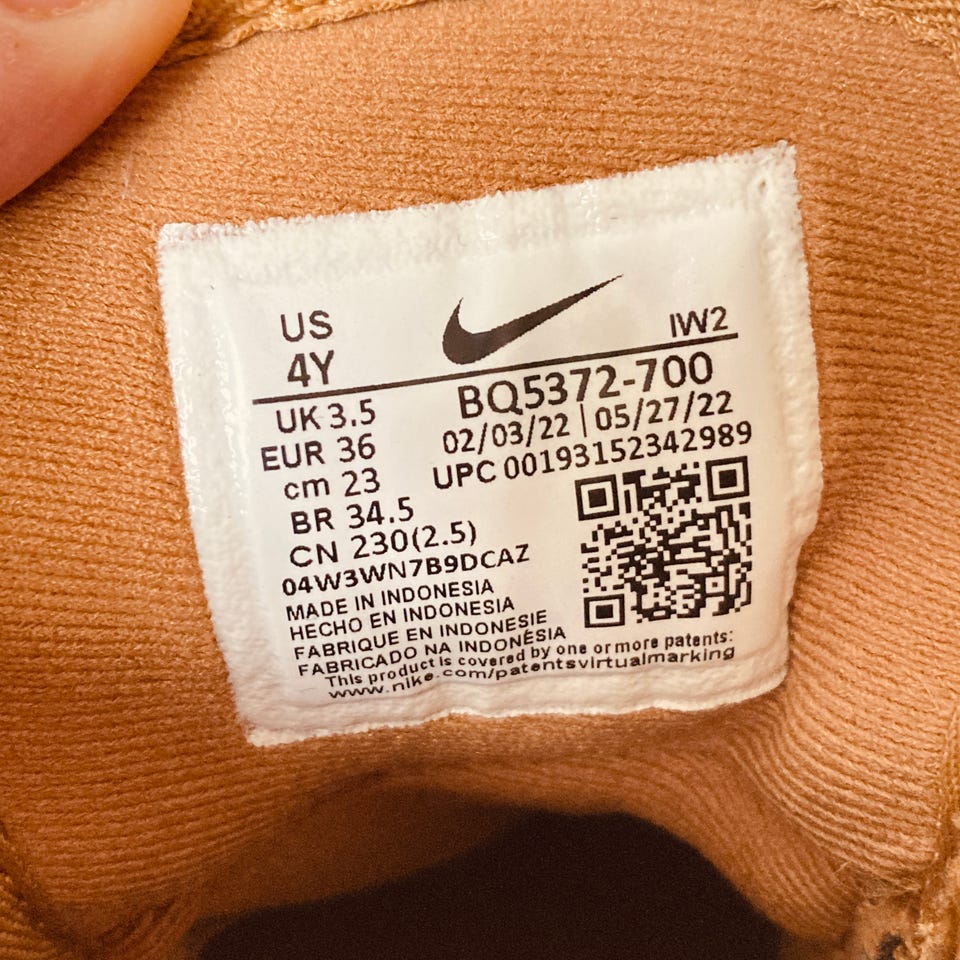 US
4Y
IW2
UK 3.5
EUR 36
cm 23
BR 34.5
CN 230(2.5)
BQ5372-700
02/03/22 | 05/27/22
UPC 00193152342989
04W3WN7B9DCAZ
MADE IN INDONESIA
HECHO EN INDONESIA
FABRIQUE EN INDONESIE
FABRICADO NA INDONÉSIA
This product is covered by one or more patents:
www.nike.com/patentsvirtualmarking